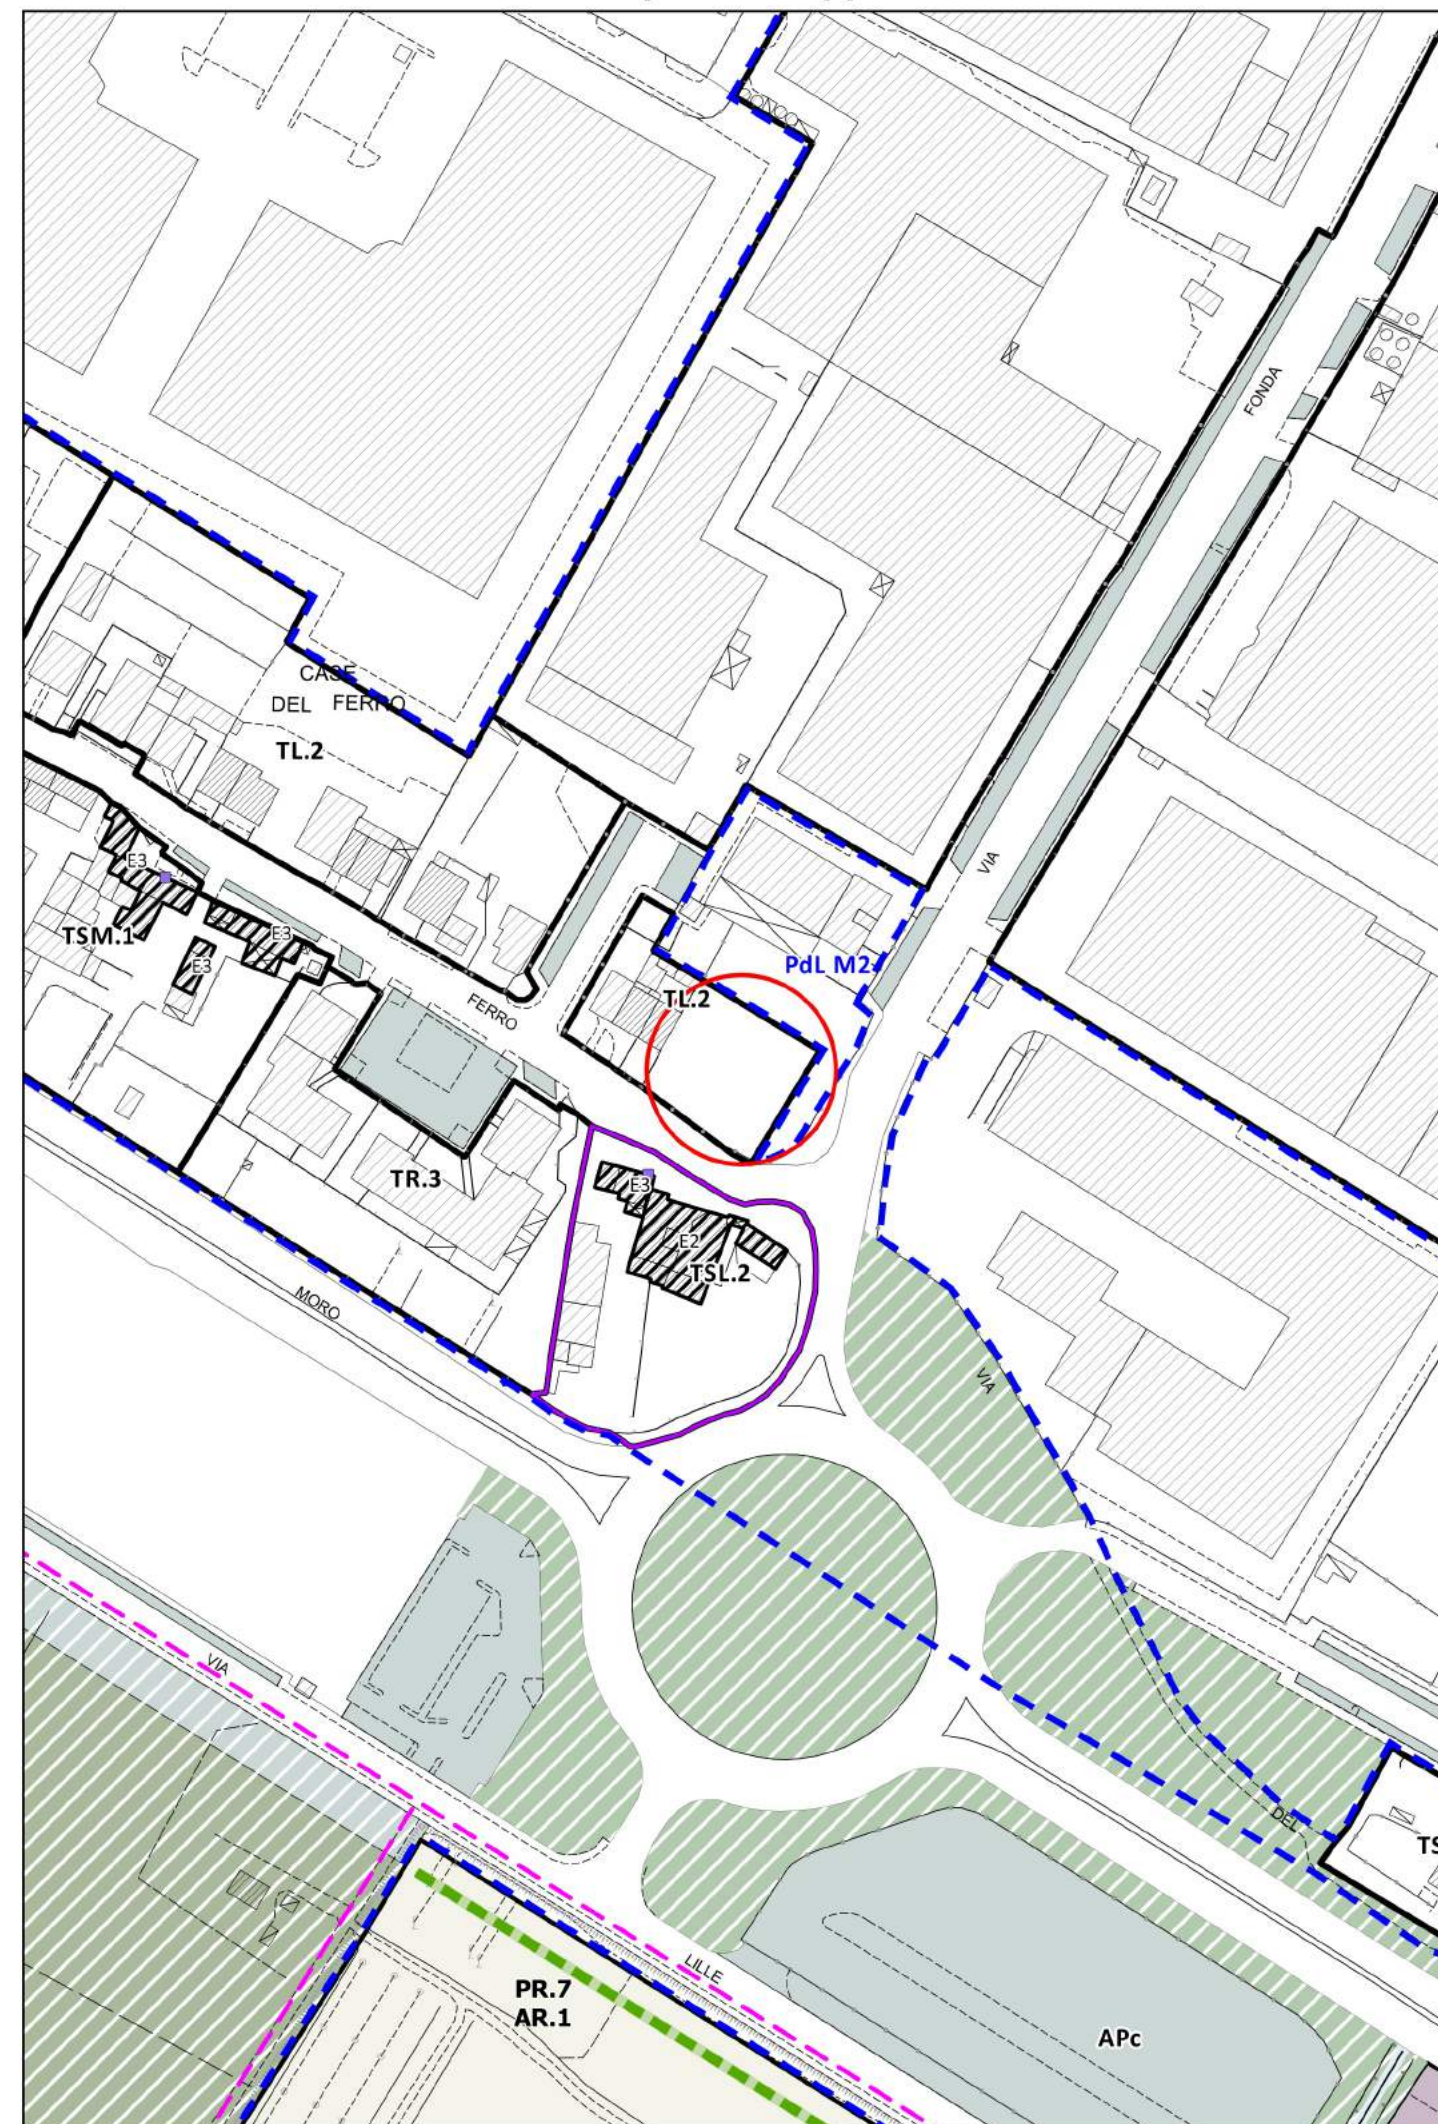 FONDA
CASE
DEL FERRO
TL.2
VIA
E3
TSM.1
E3
E3
PdL M2
TL.2
FERRO
TR.3
E3
E2
TSL.2
MORO
VIA
VIA
DEL
TS
LILLE
PR.7
AR.1
APc